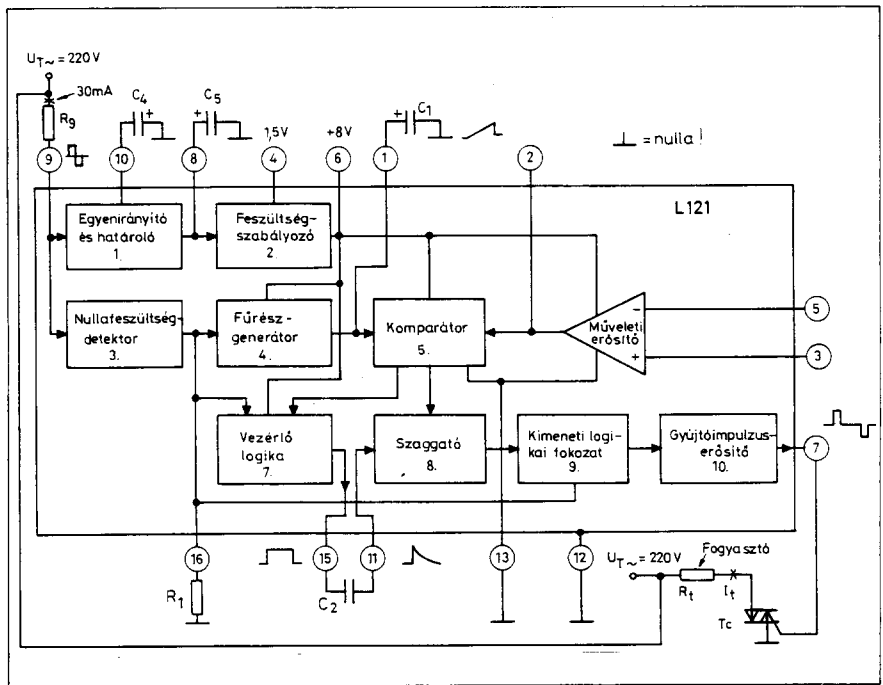 U_T~ = 220 V
30mA
R9
C4
+
C5
+
1,5V
+8V
+
C1
⊥ = nulla!
9
10
8
4
6
1
2
L121
Egyenirányító
és határoló
1.
Feszültség-
szabályozó
2.
Nullafeszültség-
detektor
3.
Fűrész-
generátor
4.
Komparátor
5.
Műveleti
erősítő
-
+
5
3
Vezérlő
logika
7.
Szaggató
8.
Kimeneti logi-
kai fokozat
9.
Gyújtóimpulzus-
erősítő
10.
7
16
15
11
13
12
R1
C2
U_T~ = 220 V
Fogyasztó
Rt
It
Tc